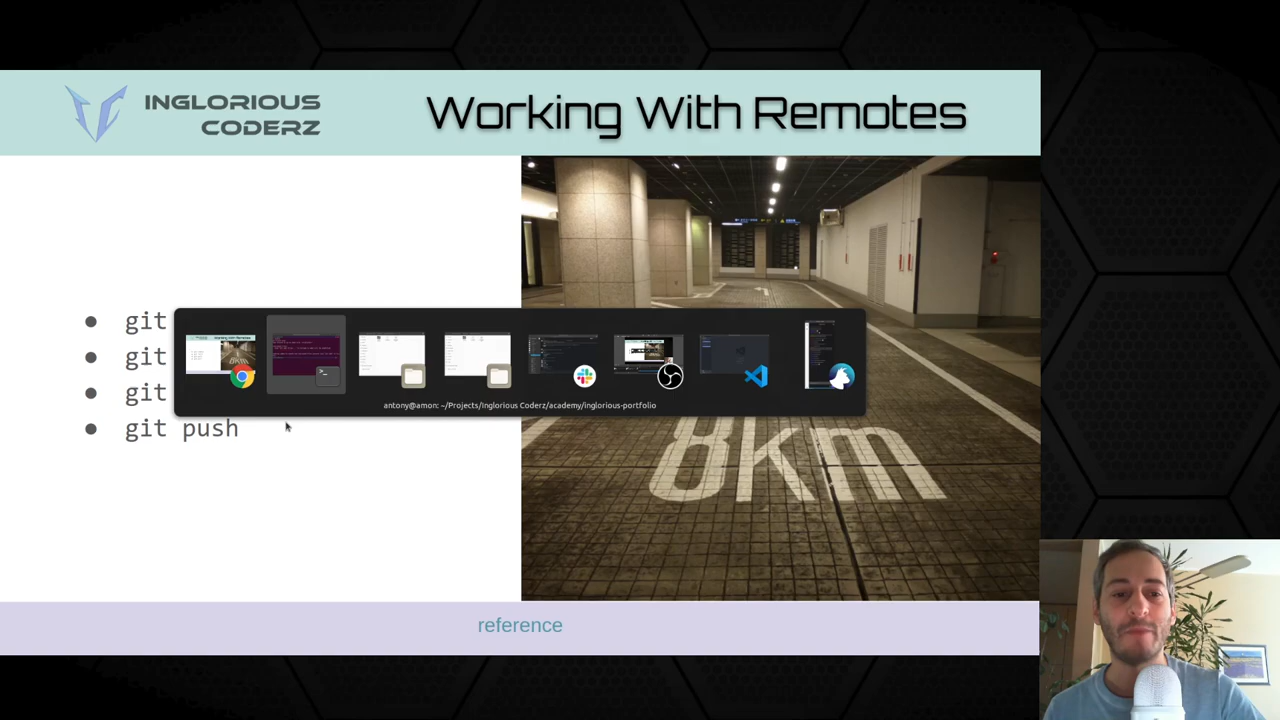 INGLORIOUS
CODERZ
Working With Remotes
git
git
git
git push
antony@amon: ~/Projects/Inglorious Coderz/academy/inglorious-portfolio
8km
reference